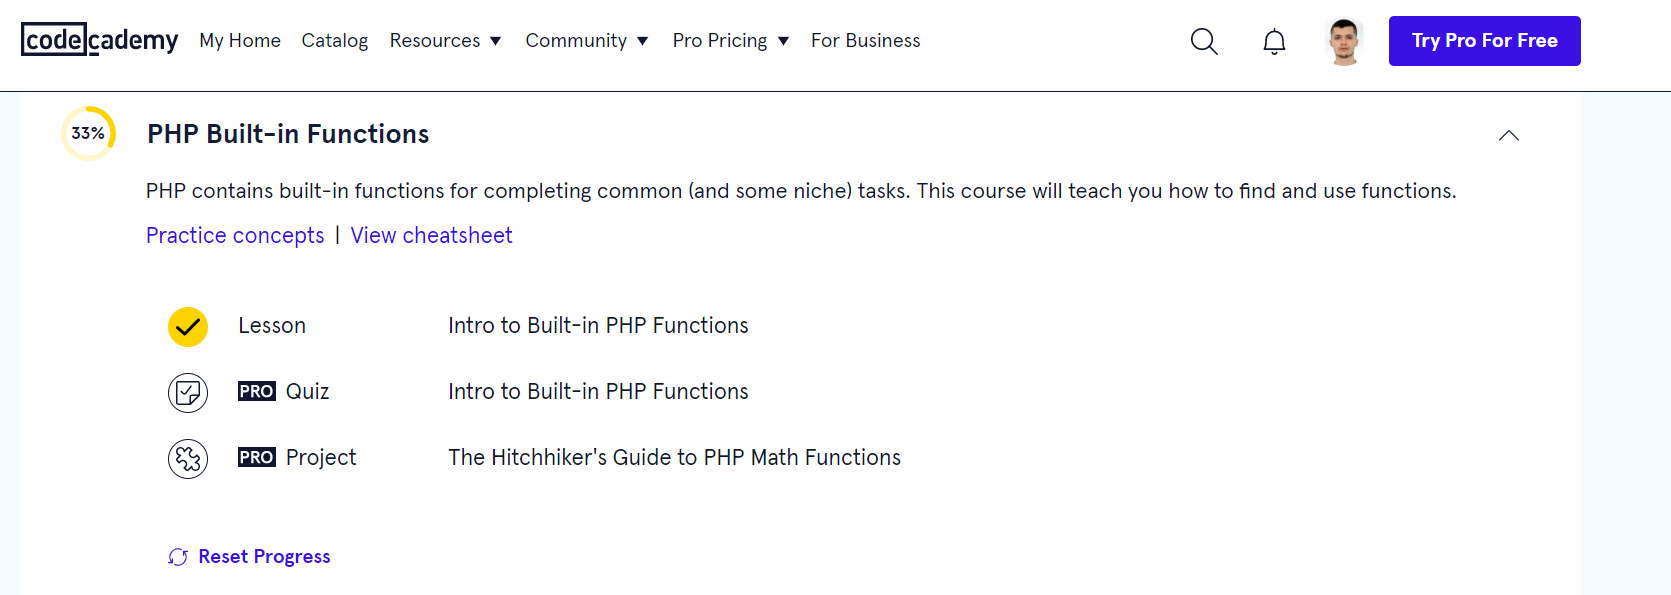 codecademy My Home Catalog Resources Community Pro Pricing For Business Try Pro For Free
33% PHP Built-in Functions
PHP contains built-in functions for completing common (and some niche) tasks. This course will teach you how to find and use functions.
Practice concepts | View cheatsheet
Lesson Intro to Built-in PHP Functions
PRO Quiz Intro to Built-in PHP Functions
PRO Project The Hitchhiker's Guide to PHP Math Functions
Reset Progress